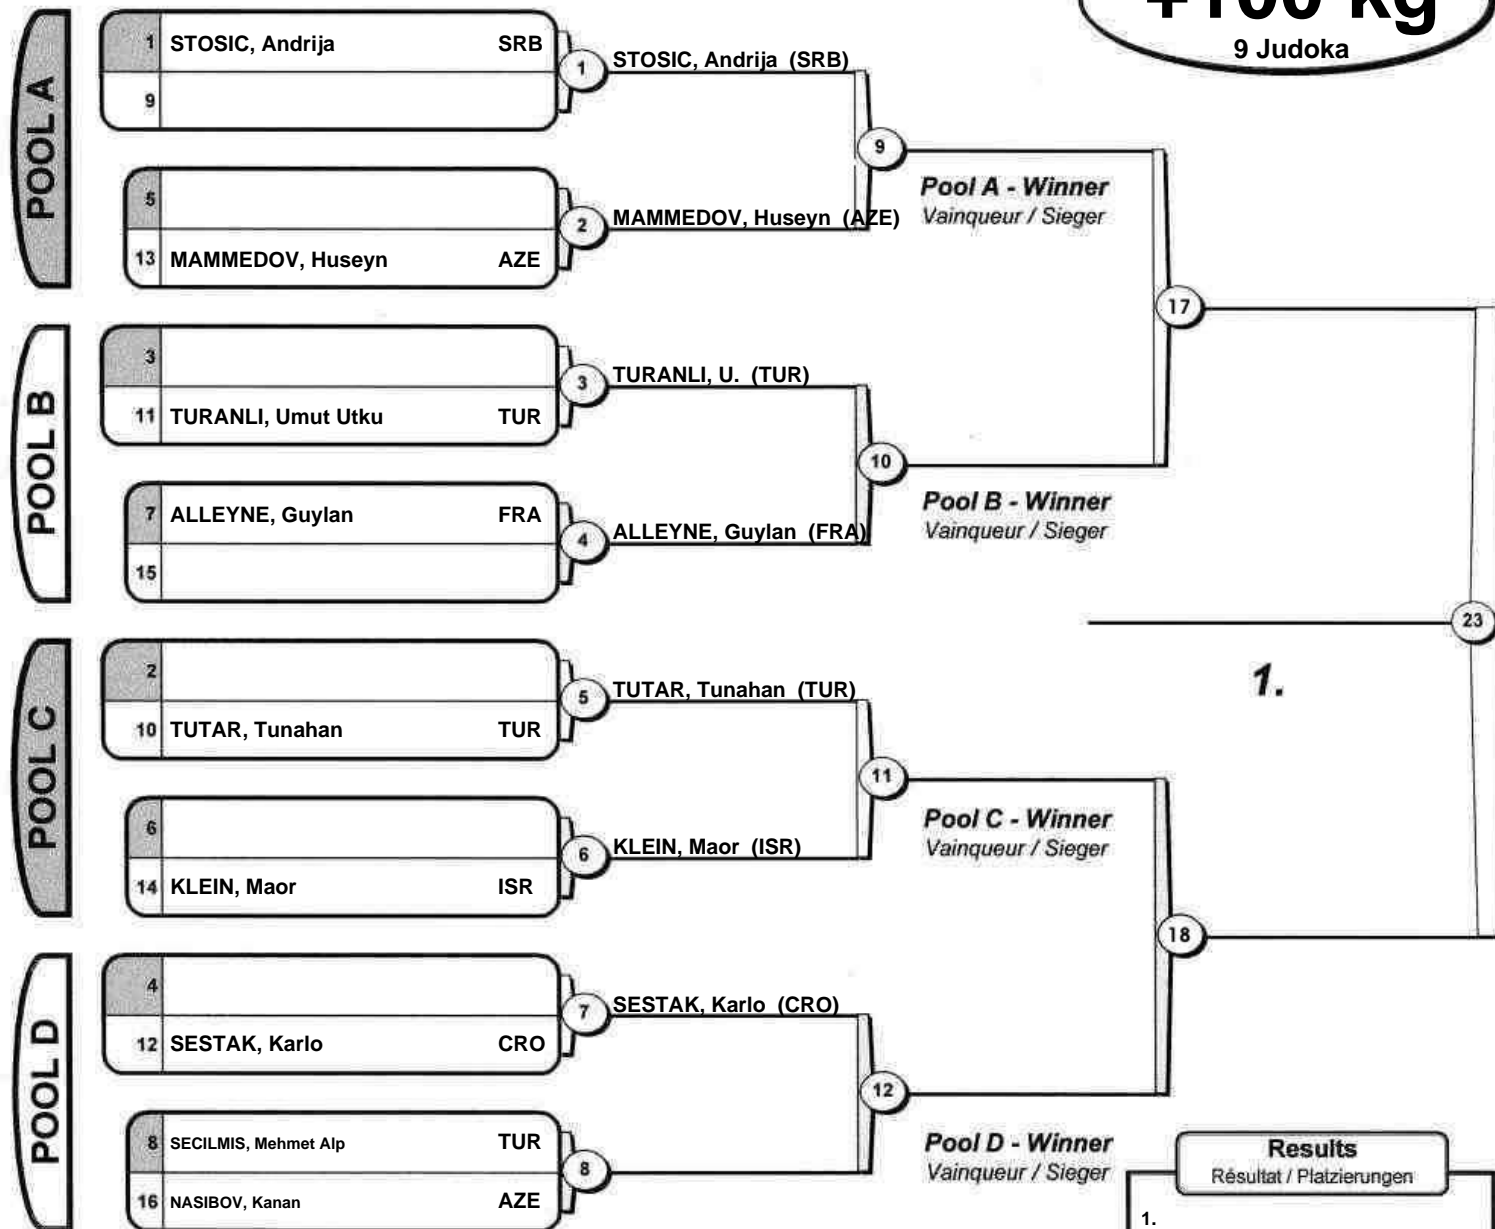 +100 kg
9 Judoka
POOL A
1 STOSIC, Andrija SRB
9
1
STOSIC, Andrija (SRB)
5
13 MAMMEDOV, Huseyn AZE
2
MAMMEDOV, Huseyn (AZE)
9
Pool A - Winner
Vainqueur / Sieger
17
POOL B
3
11 TURANLI, Umut Utku TUR
3
TURANLI, U. (TUR)
7 ALLEYNE, Guylan FRA
15
4
ALLEYNE, Guylan (FRA)
10
Pool B - Winner
Vainqueur / Sieger
23
1.
POOL C
2
10 TUTAR, Tunahan TUR
5
TUTAR, Tunahan (TUR)
6
14 KLEIN, Maor ISR
6
KLEIN, Maor (ISR)
11
Pool C - Winner
Vainqueur / Sieger
18
POOL D
4
12 SESTAK, Karlo CRO
7
SESTAK, Karlo (CRO)
8 SECILMIS, Mehmet Alp TUR
16 NASIBOV, Kanan AZE
8
12
Pool D - Winner
Vainqueur / Sieger
Results
Résultat / Platzierungen
1.